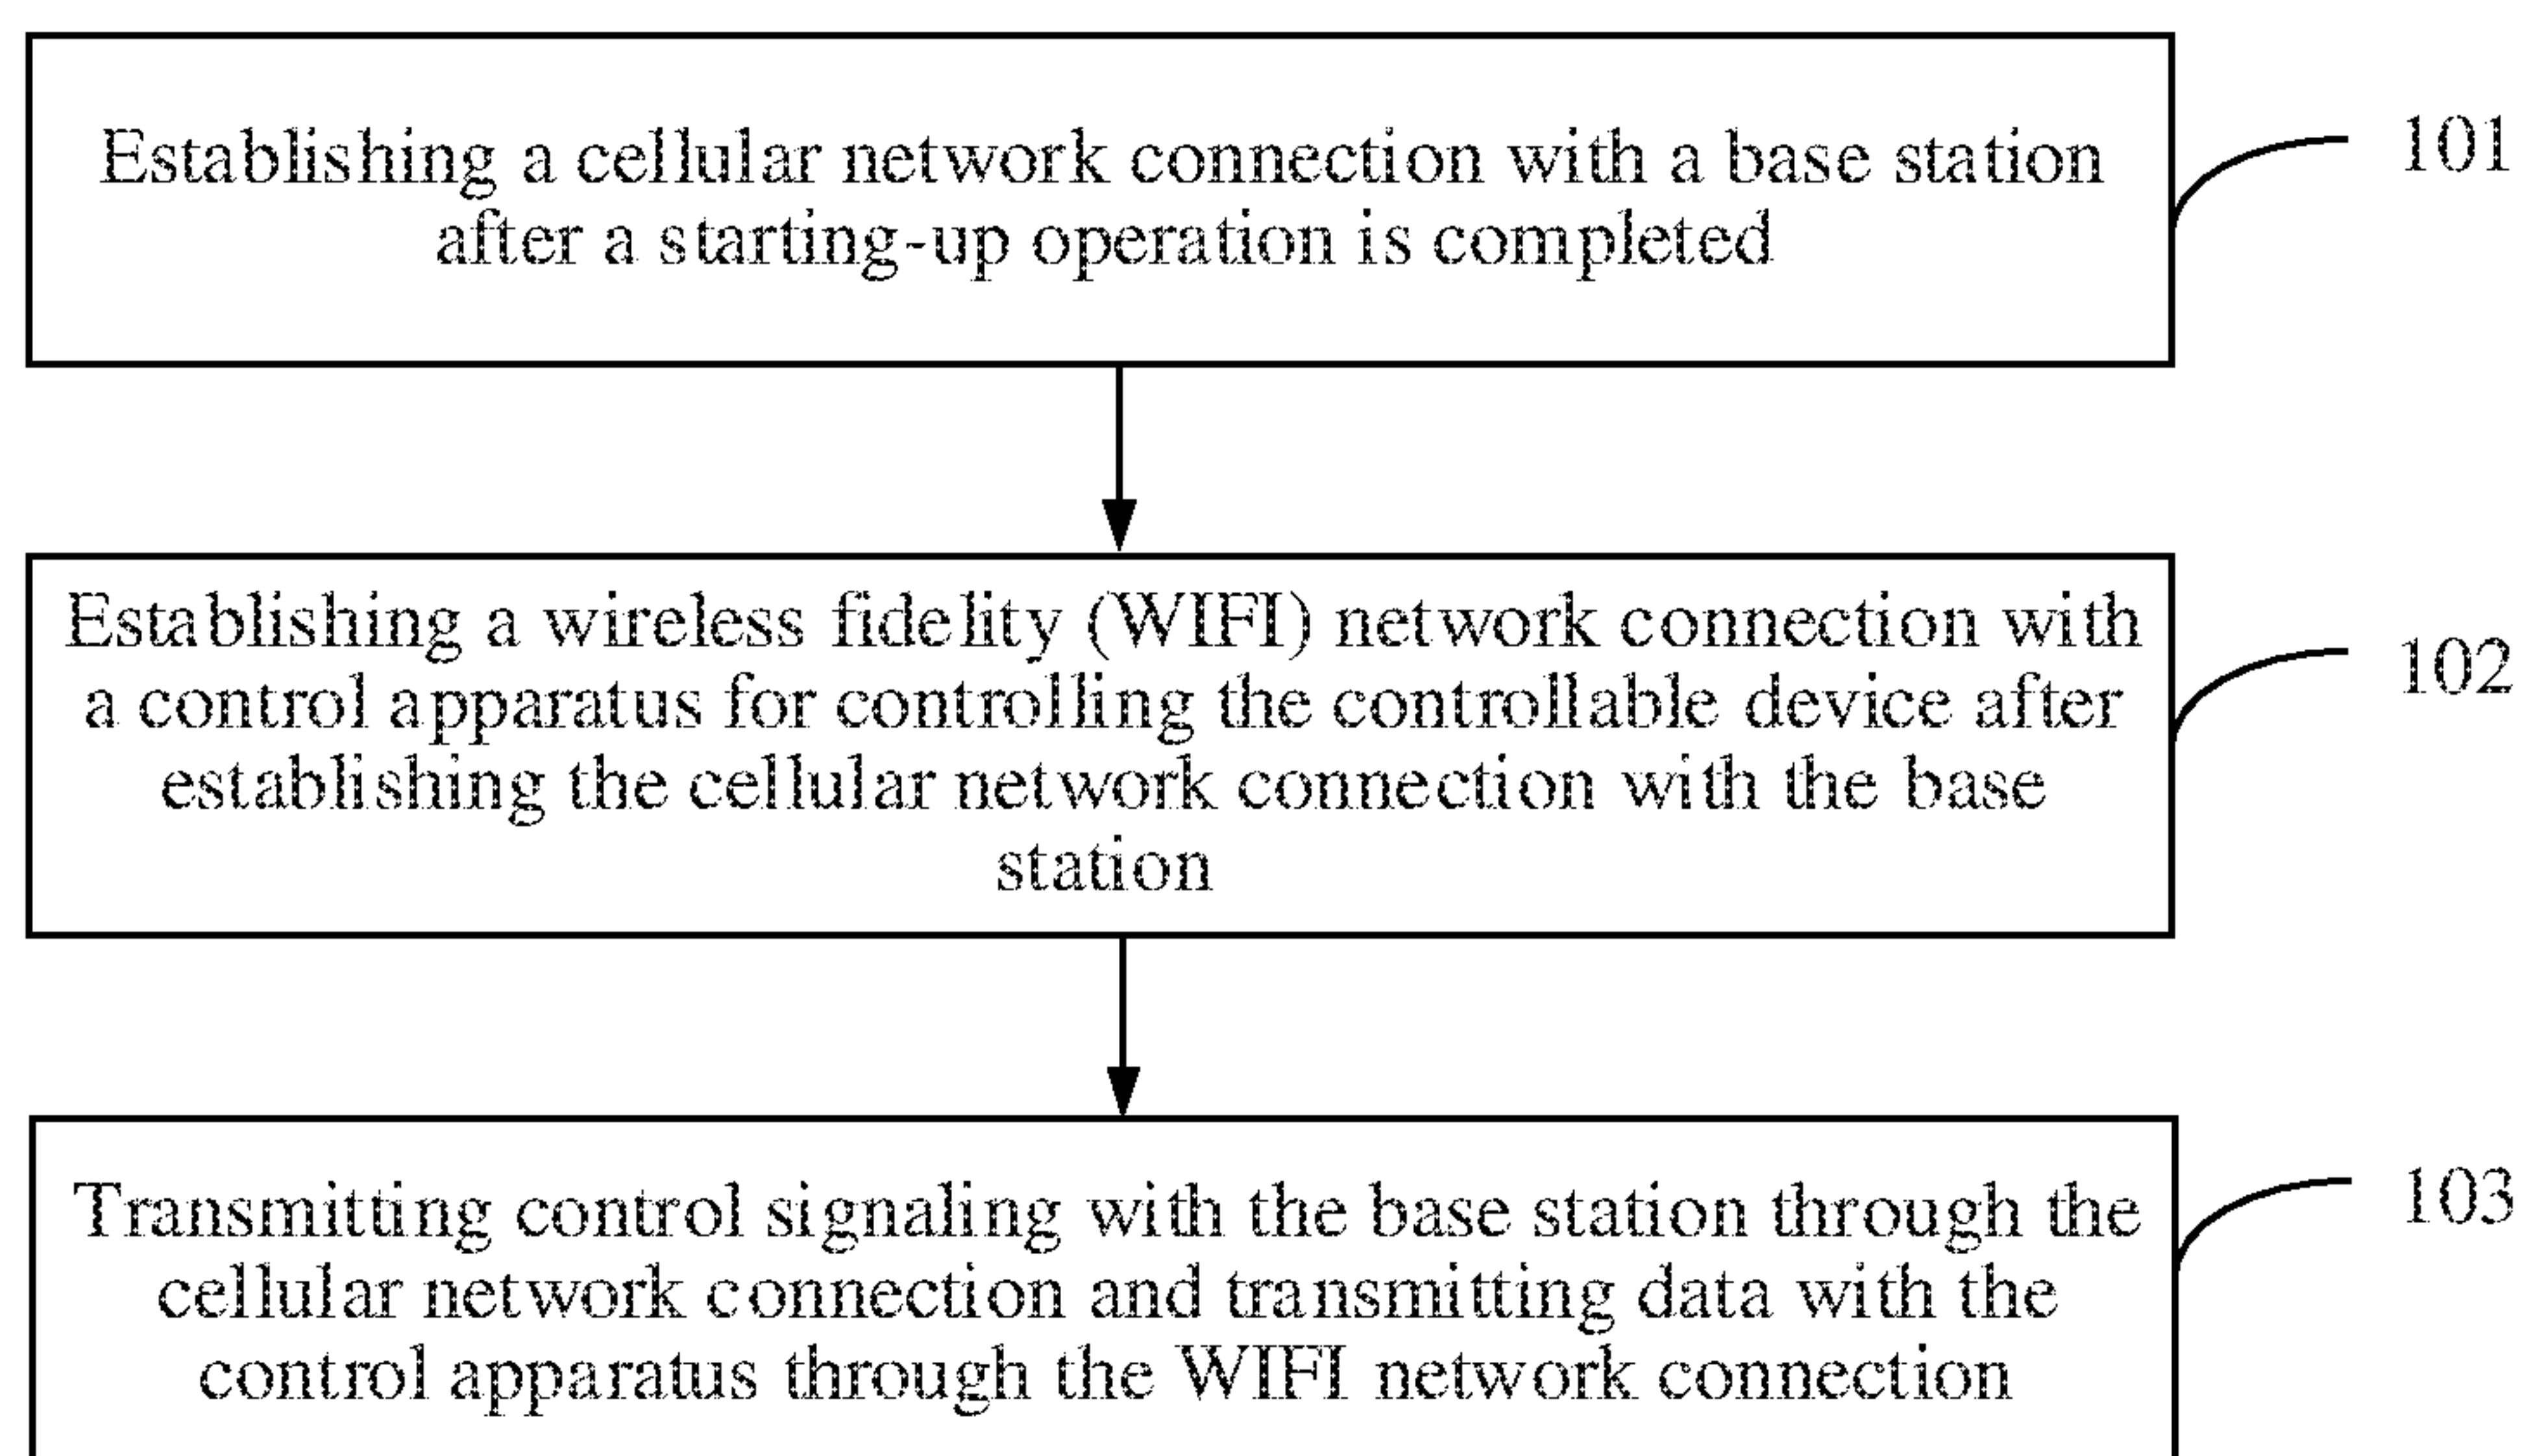 Establishing a cellular network connection with a base station
after a starting-up operation is completed
101
Establishing a wireless fidelity (WIFI) network connection with
a control apparatus for controlling the controllable device after
establishing the cellular network connection with the base
station
102
Transmitting control signaling with the base station through the
cellular network connection and transmitting data with the
control apparatus through the WIFI network connection
103